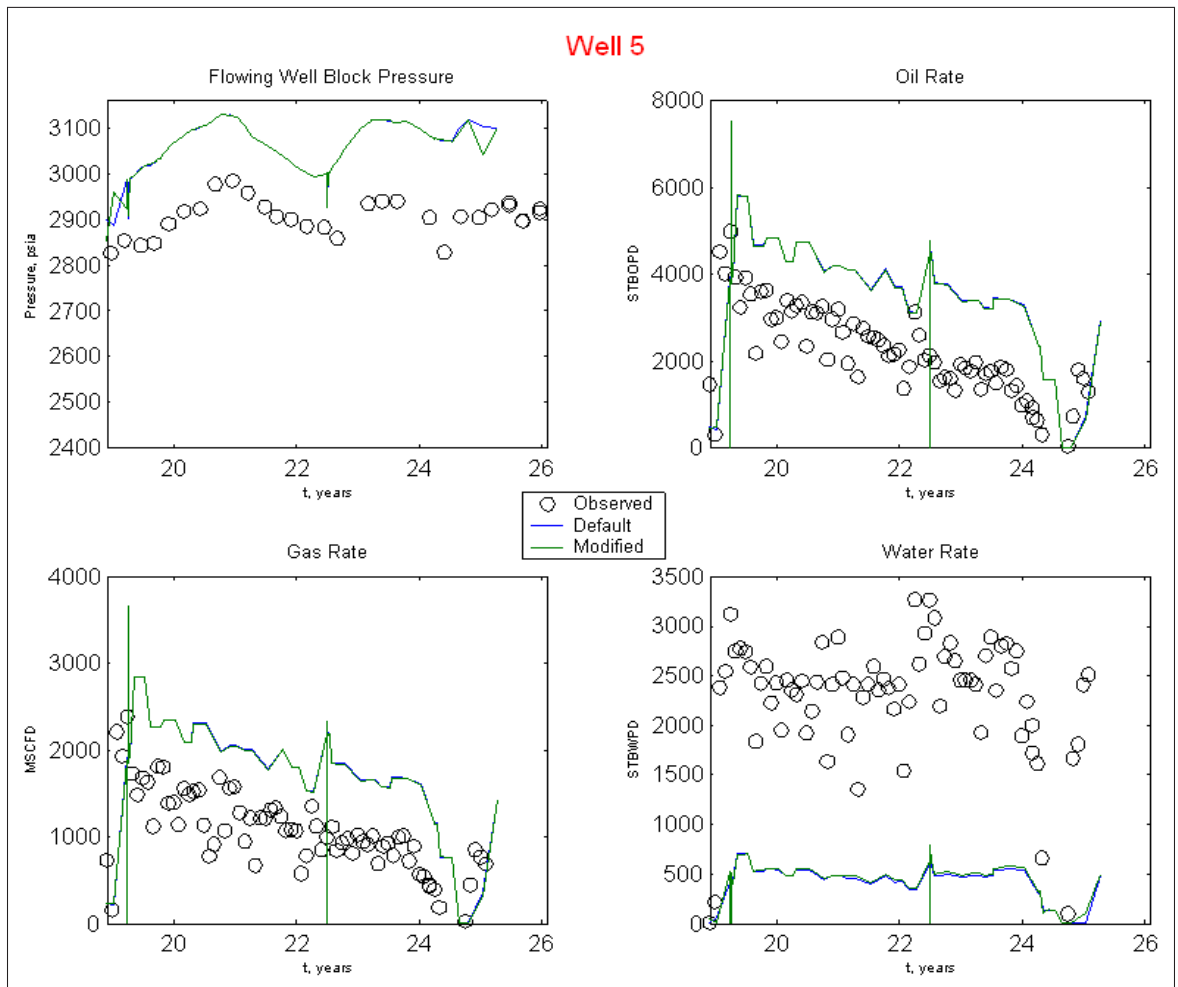 Well 5
Flowing Well Block Pressure
Pressure, psia
3100
3000
2900
2800
2700
2600
2500
2400
20 22 24 26
t, years
Oil Rate
STBOPD
8000
6000
4000
2000
0
20 22 24 26
t, years
Observed
Default
Modified
Gas Rate
MSCFD
4000
3000
2000
1000
0
20 22 24 26
t, years
Water Rate
STBWPD
3500
3000
2500
2000
1500
1000
500
0
20 22 24 26
t, years